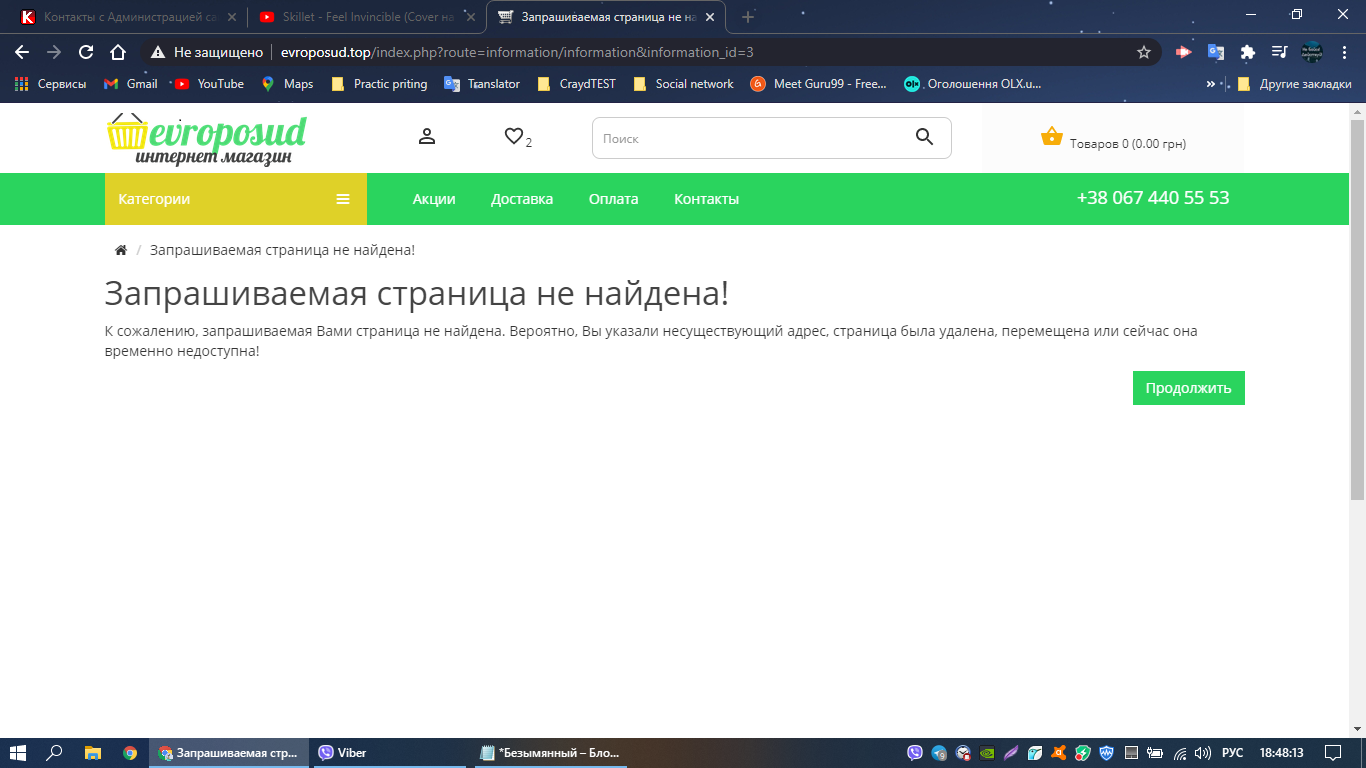 Контакты с Администрацией са
Skillet - Feel Invincible (Cover на
Запрашиваемая страница не на
Не защищено
evroposud.top/index.php?route=information/information&information_id=3
Сервисы
Gmail
YouTube
Maps
Practic priting
Translator
CraydTEST
Social network
Meet Guru99 - Free...
Оголошення OLX.u...
»
Другие закладки
evroposud
интернет магазин
2
Поиск
Товаров 0 (0.00 грн)
Категории
Акции
Доставка
Оплата
Контакты
+38 067 440 55 53
/ Запрашиваемая страница не найдена!
Запрашиваемая страница не найдена!
К сожалению, запрашиваемая Вами страница не найдена. Вероятно, Вы указали несуществующий адрес, страница была удалена, перемещена или сейчас она
временно недоступна!
Продолжить
Запрашиваемая стр...
Viber
*Безымянный – Бло...
РУС
18:48:13